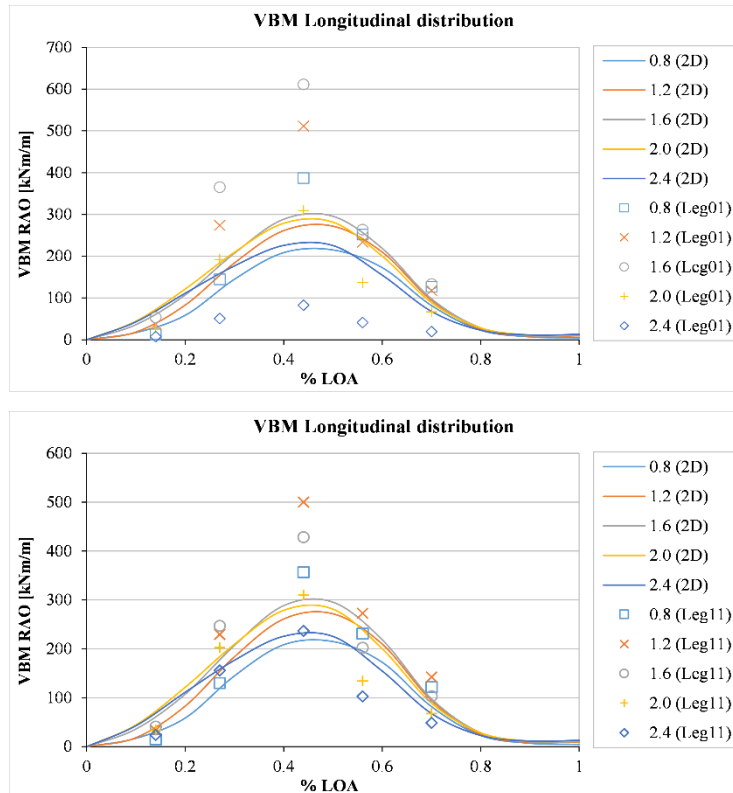 VBM Longitudinal distribution
700
600
500
400
300
200
100
0
VBM RAO [kNm/m]
0
0.2
0.4
0.6
0.8
1
% LOA
0.8 (2D)
1.2 (2D)
1.6 (2D)
2.0 (2D)
2.4 (2D)
0.8 (Leg01)
1.2 (Leg01)
1.6 (Leg01)
2.0 (Leg01)
2.4 (Leg01)
VBM Longitudinal distribution
600
500
400
300
200
100
0
VBM RAO [kNm/m]
0
0.2
0.4
0.6
0.8
1
% LOA
0.8 (2D)
1.2 (2D)
1.6 (2D)
2.0 (2D)
2.4 (2D)
0.8 (Leg11)
1.2 (Leg11)
1.6 (Leg11)
2.0 (Leg11)
2.4 (Leg11)